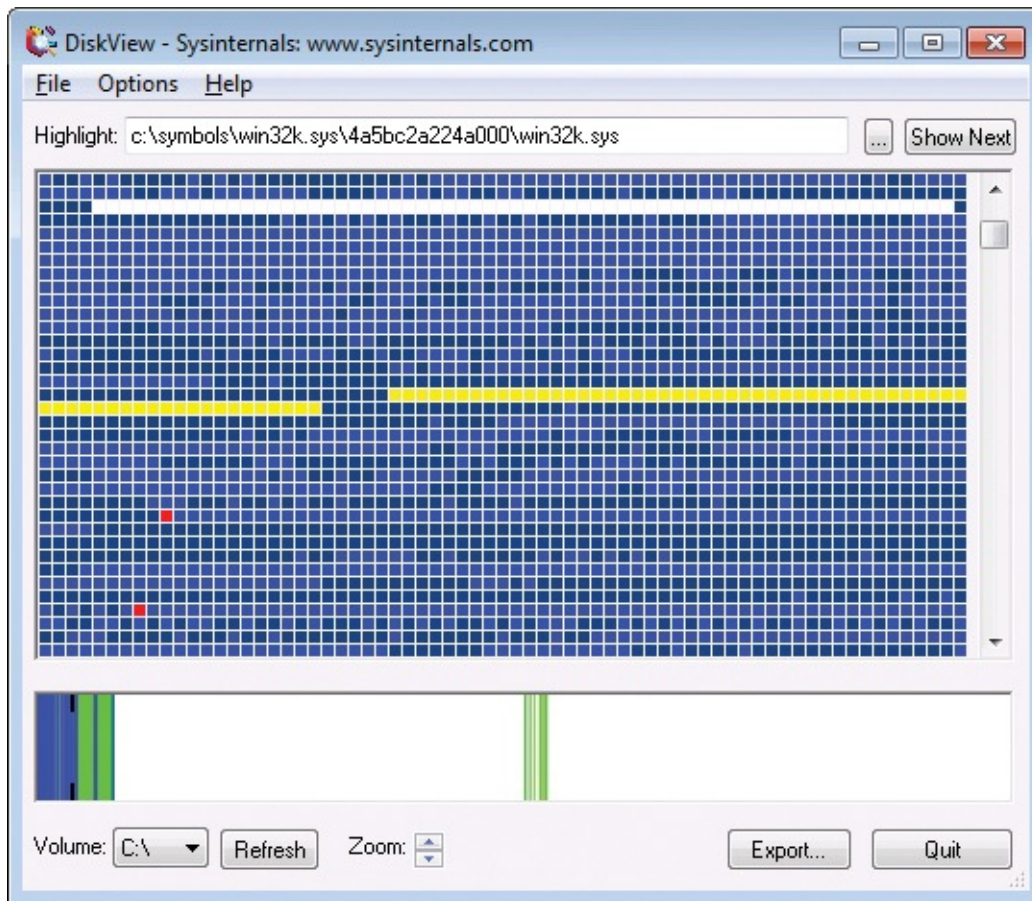 DiskView - Sysinternals: www.sysinternals.com
File Options Help
Highlight: c:\symbols\win32k.sys\4a5bc2a224a000\win32k.sys ... Show Next
Volume: C:\ Refresh Zoom: Export... Quit